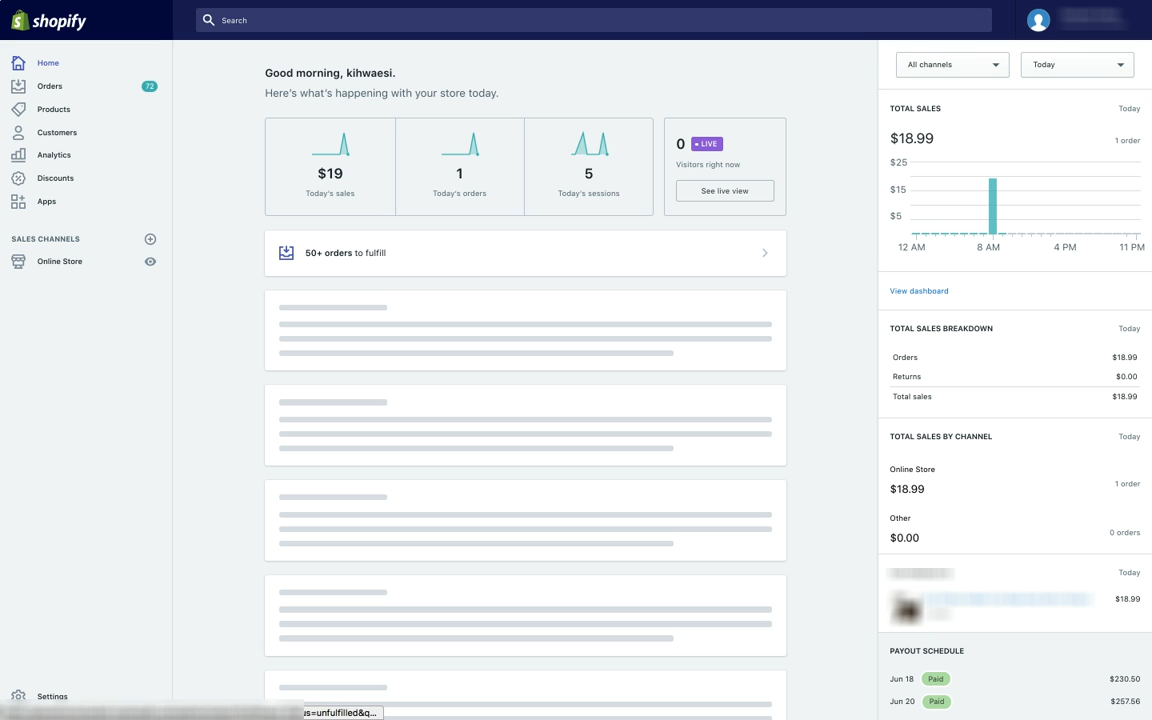 shopify
Search
Home
Orders 72
Products
Customers
Analytics
Discounts
Apps
SALES CHANNELS
Online Store
Settings
us=unfulfilled&q...
Good morning, kihwaesi.
Here's what's happening with your store today.
$19
Today's sales
1
Today's orders
5
Today's sessions
0 LIVE
Visitors right now
See live view
50+ orders to fulfill
All channels
Today
TOTAL SALES Today
$18.99 1 order
$25
$15
$5
12 AM 8 AM 4 PM 11 PM
View dashboard
TOTAL SALES BREAKDOWN Today
Orders $18.99
Returns $0.00
Total sales $18.99
TOTAL SALES BY CHANNEL Today
Online Store
$18.99 1 order
Other
$0.00 0 orders
Today
$18.99
PAYOUT SCHEDULE
Jun 18 Paid $230.50
Jun 20 Paid $257.56